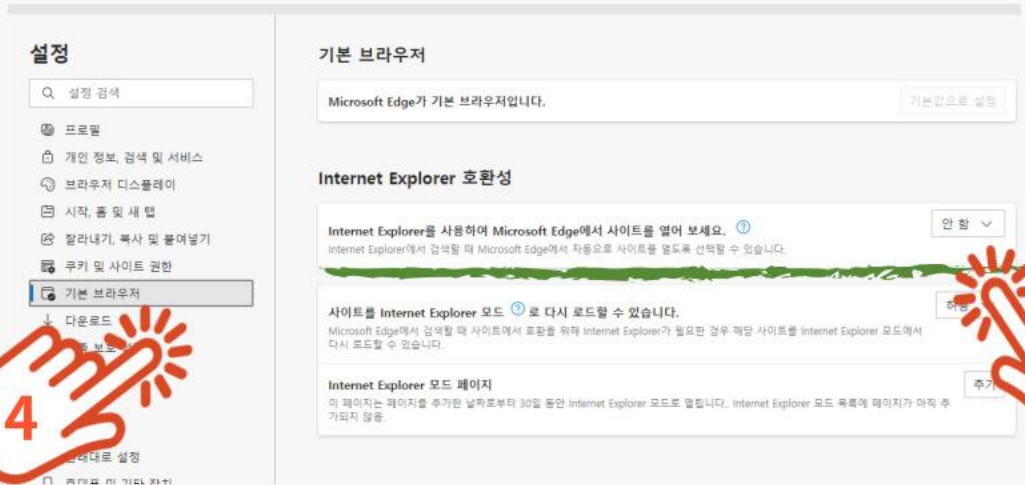 설정
설정 검색
프로필
개인 정보, 검색 및 서비스
브라우저 디스플레이
시작, 홈 및 새 탭
잘라내기, 복사 및 붙여넣기
쿠키 및 사이트 권한
기본 브라우저
다운로드
보호
4
설정
휴대폰 및 기타 장치
기본 브라우저
Microsoft Edge가 기본 브라우저입니다.
기본값으로 설정
Internet Explorer 호환성
Internet Explorer를 사용하여 Microsoft Edge에서 사이트를 열어 보세요.
안 함
Internet Explorer에서 검색할 때 Microsoft Edge에서 자동으로 사이트를 열도록 선택할 수 있습니다.
사이트를 Internet Explorer 모드 로 다시 로드할 수 있습니다.
허용
Microsoft Edge에서 검색할 때 사이트에서 호환을 위해 Internet Explorer가 필요한 경우 해당 사이트를 Internet Explorer 모드에서
다시 로드할 수 있습니다.
Internet Explorer 모드 페이지
추가
이 페이지는 페이지를 추가한 날짜로부터 30일 동안 Internet Explorer 모드로 열립니다. Internet Explorer 모드 목록에 페이지가 아직 추
가되지 않음.